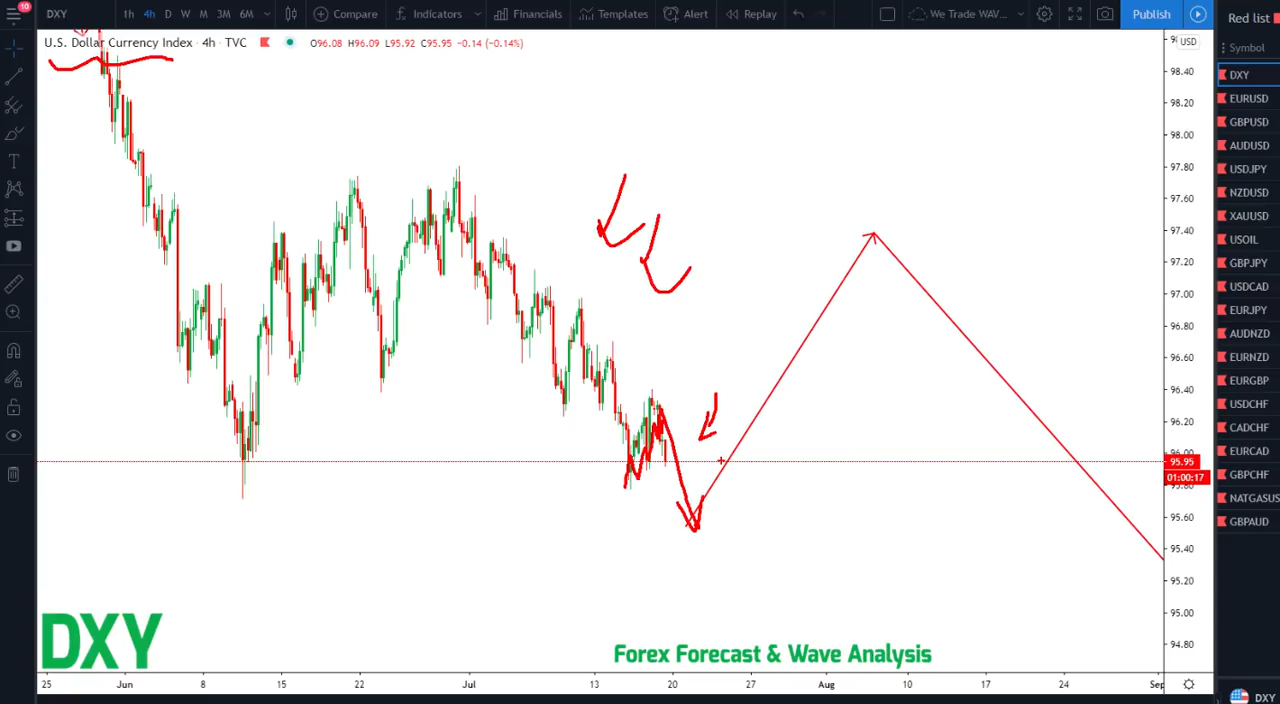 10
DXY 1h 4h D W M 3M 6M Compare Indicators Financials Templates Alert Replay We Trade WAV... Publish
Red list
U.S. Dollar Currency Index · 4h · TVC O96.08 H96.09 L95.92 C95.95 -0.14 (-0.14%)
USD
Symbol
98.40
98.20
98.00
97.80
97.60
97.40
97.20
97.00
96.80
96.60
96.40
96.20
96.00
95.95
01:00:17
95.80
95.60
95.40
95.20
95.00
94.80
DXY
EURUSD
GBPUSD
AUDUSD
USDJPY
NZDUSD
XAUUSD
USOIL
GBPJPY
USDCAD
EURJPY
AUDNZD
EURNZD
EURGBP
USDCHF
CADCHF
EURCAD
GBPCHF
NATGASUS
GBPAUD
DXY
Forex Forecast & Wave Analysis
25 Jun 8 15 22 Jul 13 20 27 Aug 10 17 24 Sep
DXY